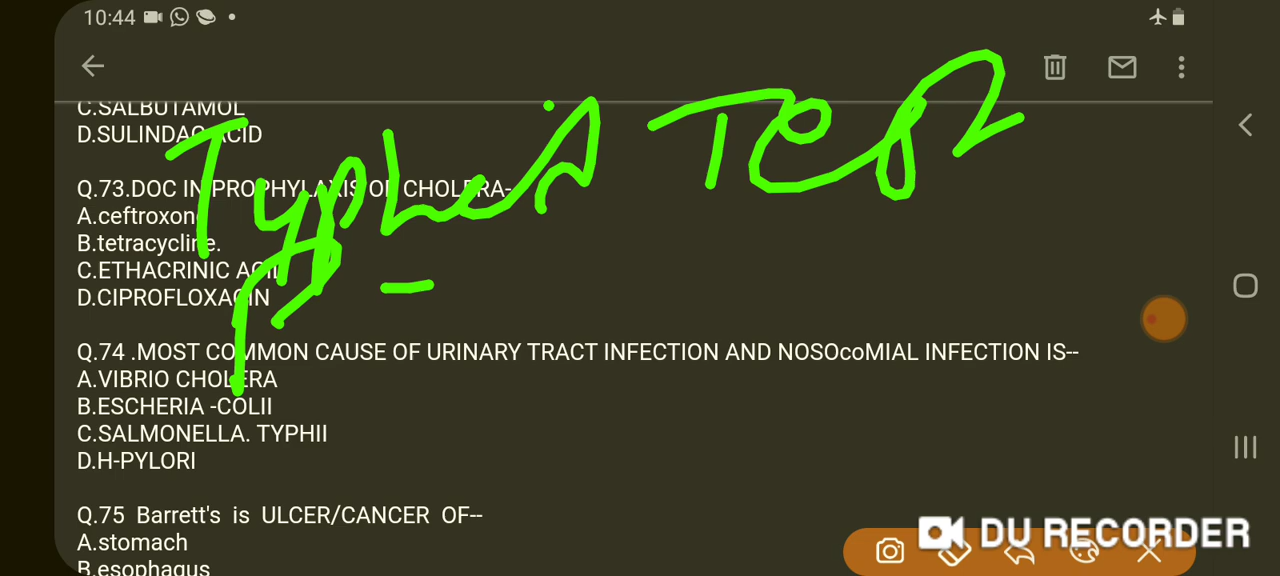 10:44
C.SALBUTAMOL
D.SULINDAC ACID
Q.73.DOC IN PROPHYLAXIS OF CHOLERA-
A.ceftroxone
B.tetracycline.
C.ETHACRINIC ACID
D.CIPROFLOXACIN
Q.74 .MOST COMMON CAUSE OF URINARY TRACT INFECTION AND NOSOcoMIAL INFECTION IS--
A.VIBRIO CHOLERA
B.ESCHERIA -COLII
C.SALMONELLA. TYPHII
D.H-PYLORI
Q.75 Barrett's is ULCER/CANCER OF--
A.stomach
B.esophagus
DU RECORDER